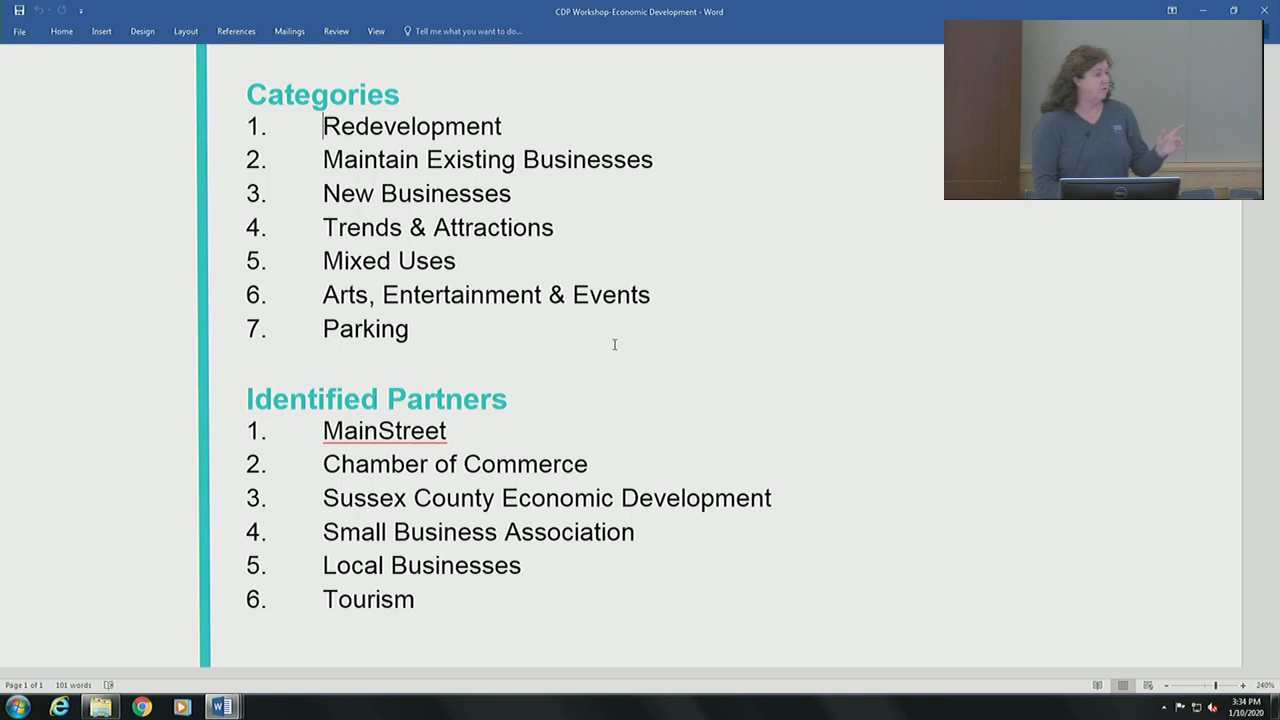 CDP Workshop-Economic Development - Word
File Home Insert Design Layout References Mailings Review View Tell me what you want to do...
Categories
1. Redevelopment
2. Maintain Existing Businesses
3. New Businesses
4. Trends & Attractions
5. Mixed Uses
6. Arts, Entertainment & Events
7. Parking
Identified Partners
1. MainStreet
2. Chamber of Commerce
3. Sussex County Economic Development
4. Small Business Association
5. Local Businesses
6. Tourism
Page 1 of 1 101 words 240%
3:34 PM
1/10/2020